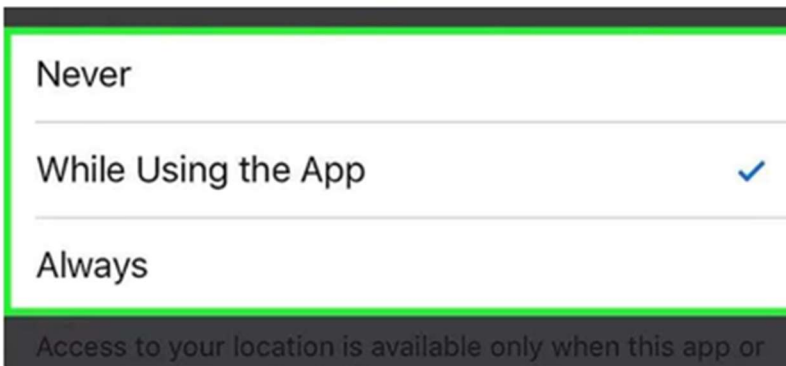 Never
While Using the App
Always
Access to your location is available only when this app or